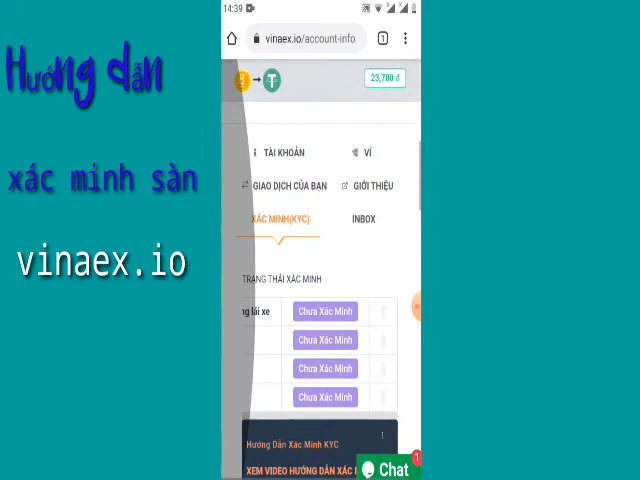 Hướng dẫn
xác minh sàn
vinaex.io
14:39
vinaex.io/account-info
1
23,700 đ
TÀI KHOẢN
VÍ
GIAO DỊCH CỦA BẠN
GIỚI THIỆU
XÁC MINH(KYC)
INBOX
TRẠNG THÁI XÁC MINH
ng lái xe
Chưa Xác Minh
Chưa Xác Minh
Chưa Xác Minh
Chưa Xác Minh
Hướng Dẫn Xác Minh KYC
XEM VIDEO HƯỚNG DẪN XÁC
Chat
1